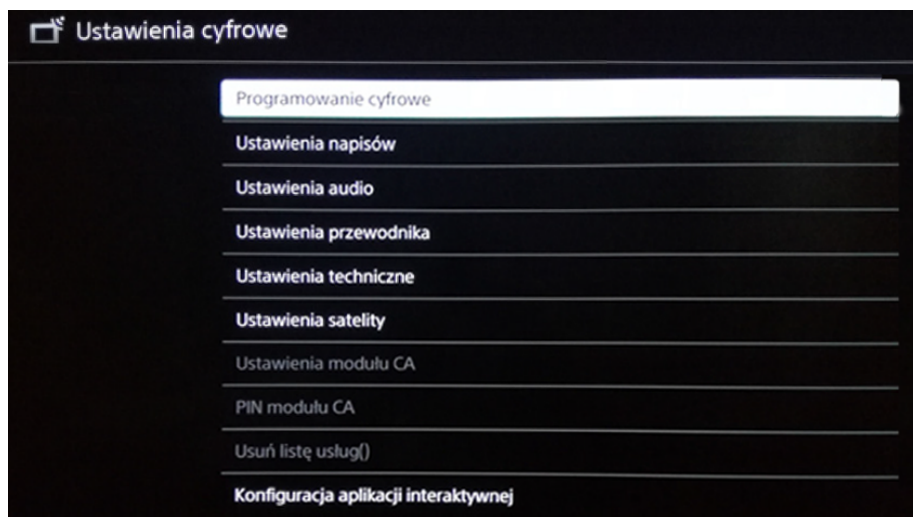 Ustawienia cyfrowe
Programowanie cyfrowe
Ustawienia napisów
Ustawienia audio
Ustawienia przewodnika
Ustawienia techniczne
Ustawienia satelity
Ustawienia modułu CA
PIN modułu CA
Usuń listę usług()
Konfiguracja aplikacji interaktywnej